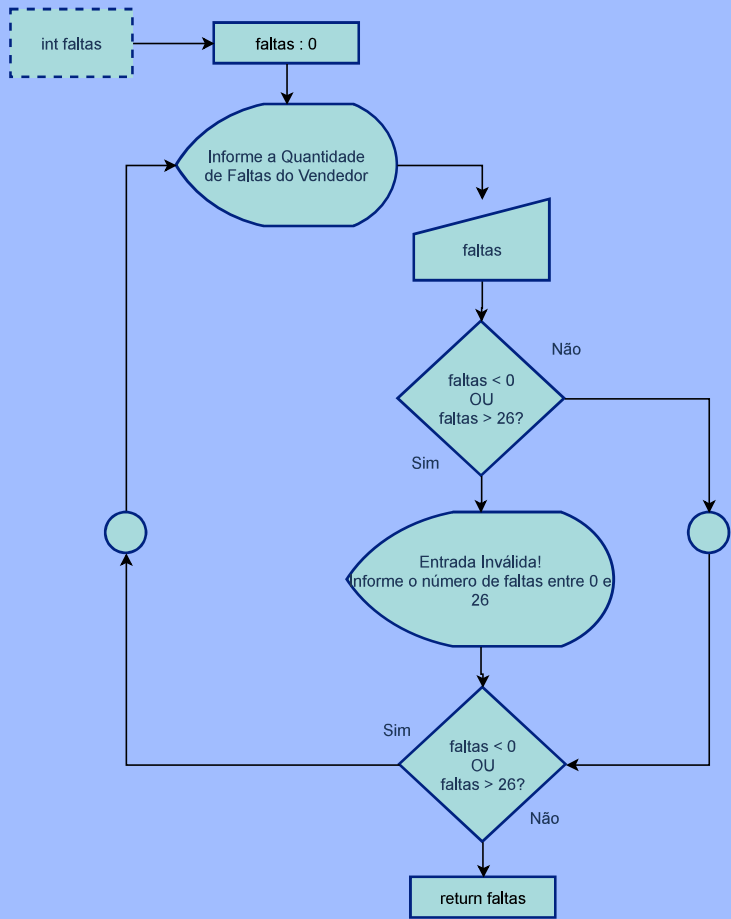 int faltas
faltas : 0
Informe a Quantidade
de Faltas do Vendedor
faltas
Não
faltas < 0
OU
faltas > 26?
Sim
Entrada Inválida!
Informe o número de faltas entre 0 e
26
Sim
faltas < 0
OU
faltas > 26?
Não
return faltas